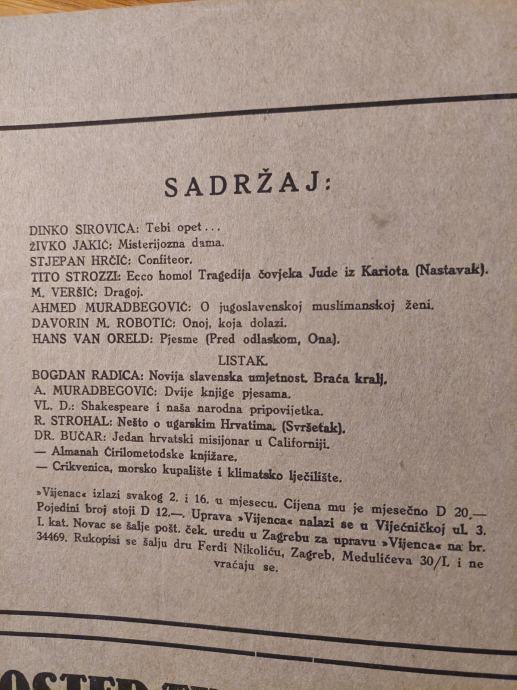 SADRŽAJ:
DINKO SIROVICA: Tebi opet...
ŽIVKO JAKIĆ: Misterijozna dama.
STJEPAN HRČIĆ: Confiteor.
TITO STROZZI: Ecco homo! Tragedija čovjeka Jude iz Kariota (Nastavak).
M. VERŠIĆ: Dragoj.
AHMED MURADBEGOVIĆ: O jugoslavenskoj muslimanskoj ženi.
DAVORIN M. ROBOTIĆ: Onoj, koja dolazi.
HANS VAN ORELD: Pjesme (Pred odlaskom, Ona).
LISTAK.
BOGDAN RADICA: Novija slavenska umjetnost. Braća kralj.
A. MURADBEGOVIĆ: Dvije knjige pjesama.
VL. D.: Shakespeare i naša narodna pripovijetka.
R. STROHAL: Nešto o ugarskim Hrvatima. (Svršetak).
DR. BUČAR: Jedan hrvatski misijonar u Californiji.
— Almanah Ćirilometodske knjižare.
— Crikvenica, morsko kupalište i klimatsko lječilište.
»Vijenac« izlazi svakog 2. i 16. u mjesecu. Cijena mu je mjesečno D 20.—
Pojedini broj stoji D 12.—. Uprava »Vijenca« nalazi se u Vijećničkoj ul. 3.
I. kat. Novac se šalje pošt. ček. uredu u Zagrebu za upravu »Vijenca« na br.
34469. Rukopisi se šalju dru Ferdi Nikoliću, Zagreb, Medulićeva 30/I. i ne
vraćaju se.